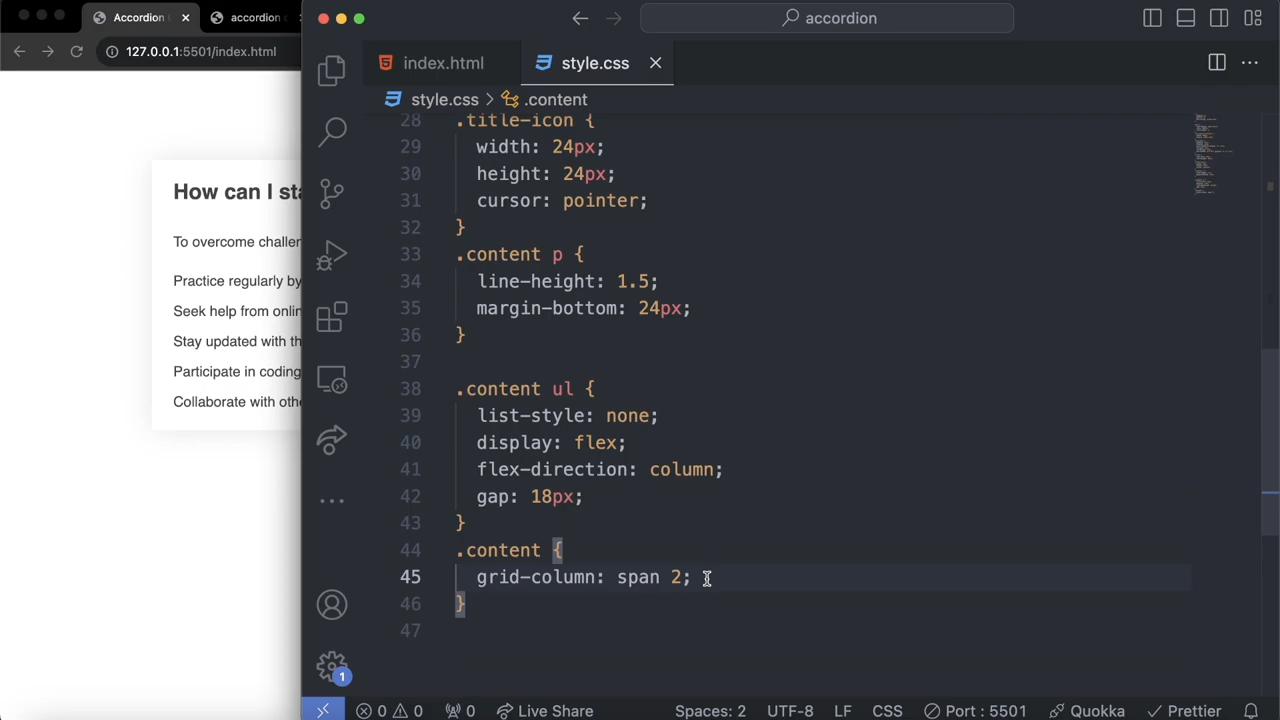 Accordion
accordion
accordion
127.0.0.1:5501/index.html
index.html
style.css
style.css > .content
How can I sta
To overcome challen
Practice regularly by
Seek help from onlin
Stay updated with th
Participate in coding
Collaborate with othe
28 .title-icon {
29 width: 24px;
30 height: 24px;
31 cursor: pointer;
32 }
33 .content p {
34 line-height: 1.5;
35 margin-bottom: 24px;
36 }
37
38 .content ul {
39 list-style: none;
40 display: flex;
41 flex-direction: column;
42 gap: 18px;
43 }
44 .content {
45 grid-column: span 2;
46 }
47
1
0 0 0 Live Share Spaces: 2 UTF-8 LF CSS Port : 5501 Quokka Prettier